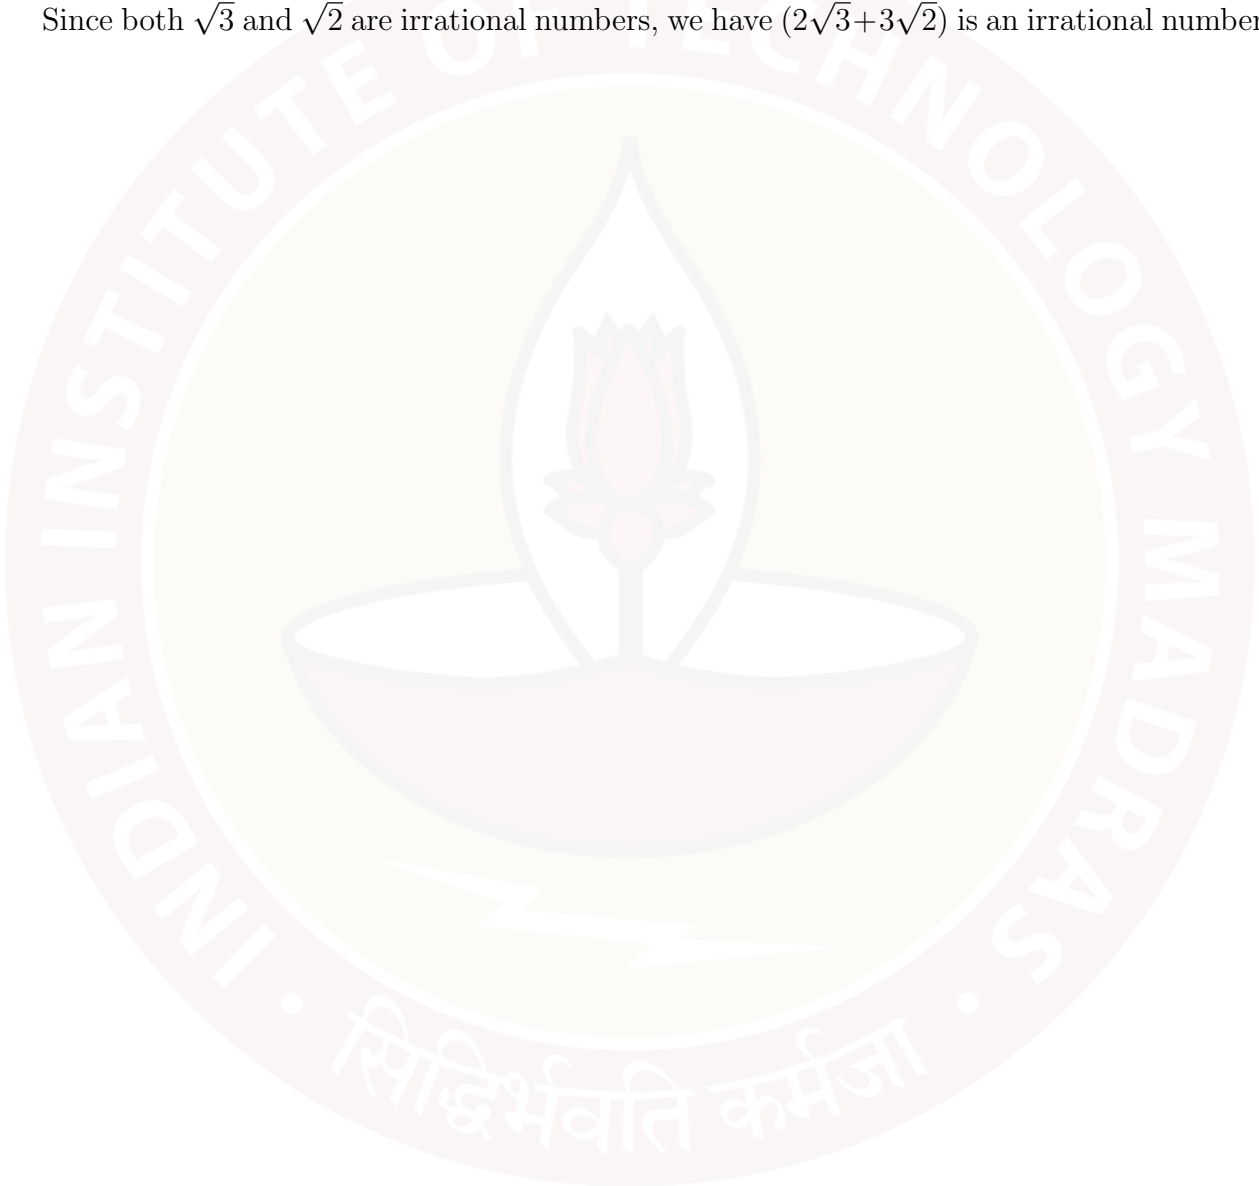 Since both √3 and √2 are irrational numbers, we have (2√3+3√2) is an irrational number
INDIAN INSTITUTE OF TECHNOLOGY MADRAS
सिद्धिर्भवति कर्मजा